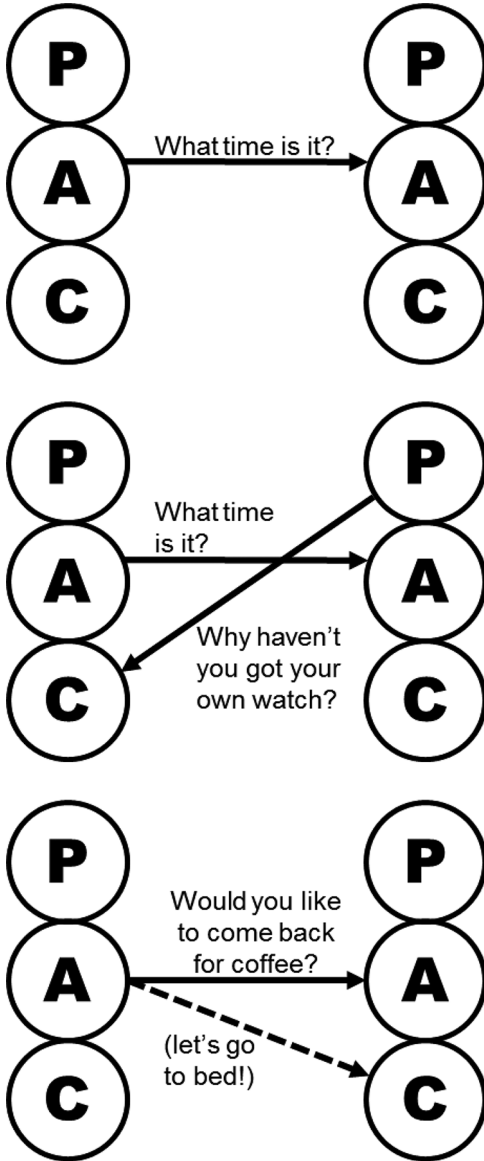 P P
What time is it?
A A
C C
P P
What time
is it?
A A
Why haven't
you got your
own watch?
C C
P P
Would you like
to come back
for coffee?
A A
(let's go
to bed!)
C C